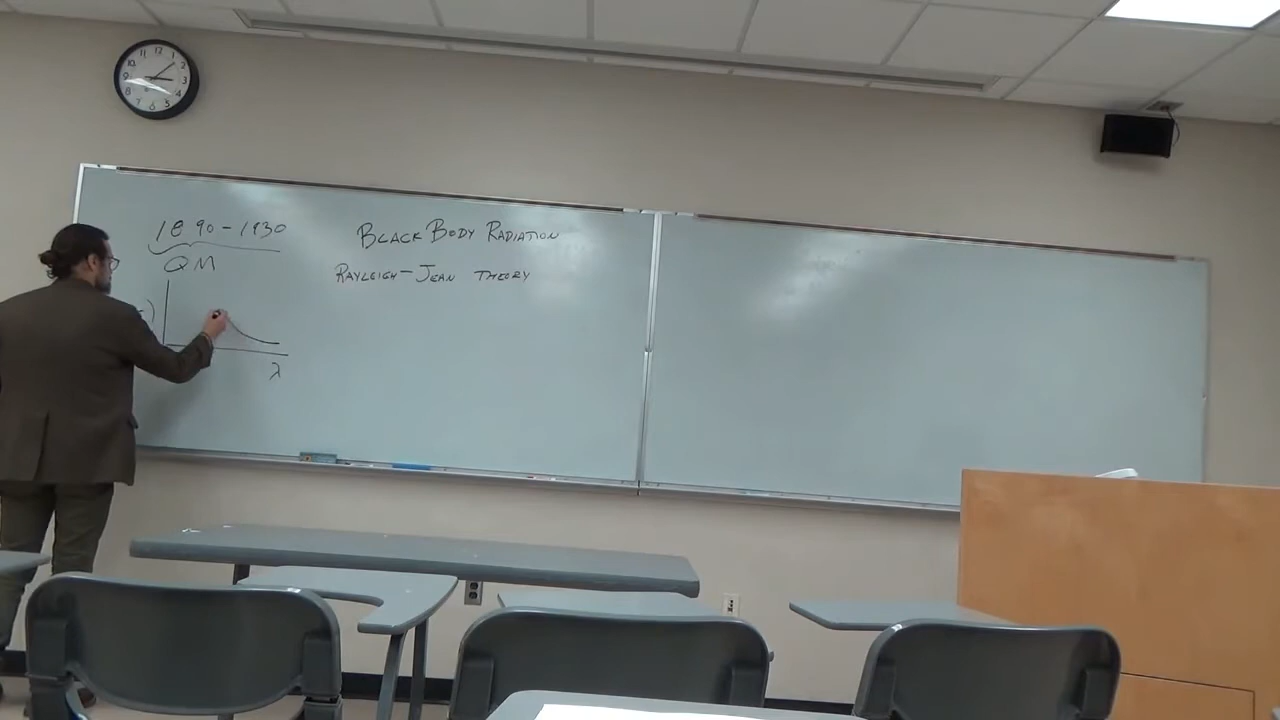 1890-1930
QM
BLACK BODY RADIATION
RAYLEIGH-JEAN THEORY
λ